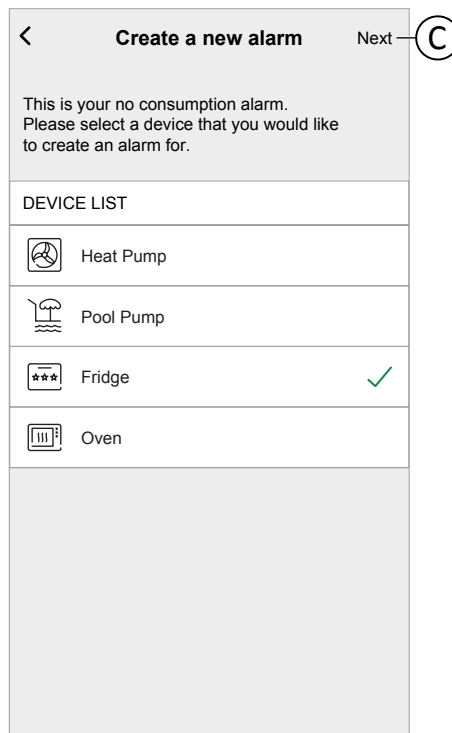 Create a new alarm Next C
This is your no consumption alarm.
Please select a device that you would like
to create an alarm for.
DEVICE LIST
Heat Pump
Pool Pump
Fridge
Oven